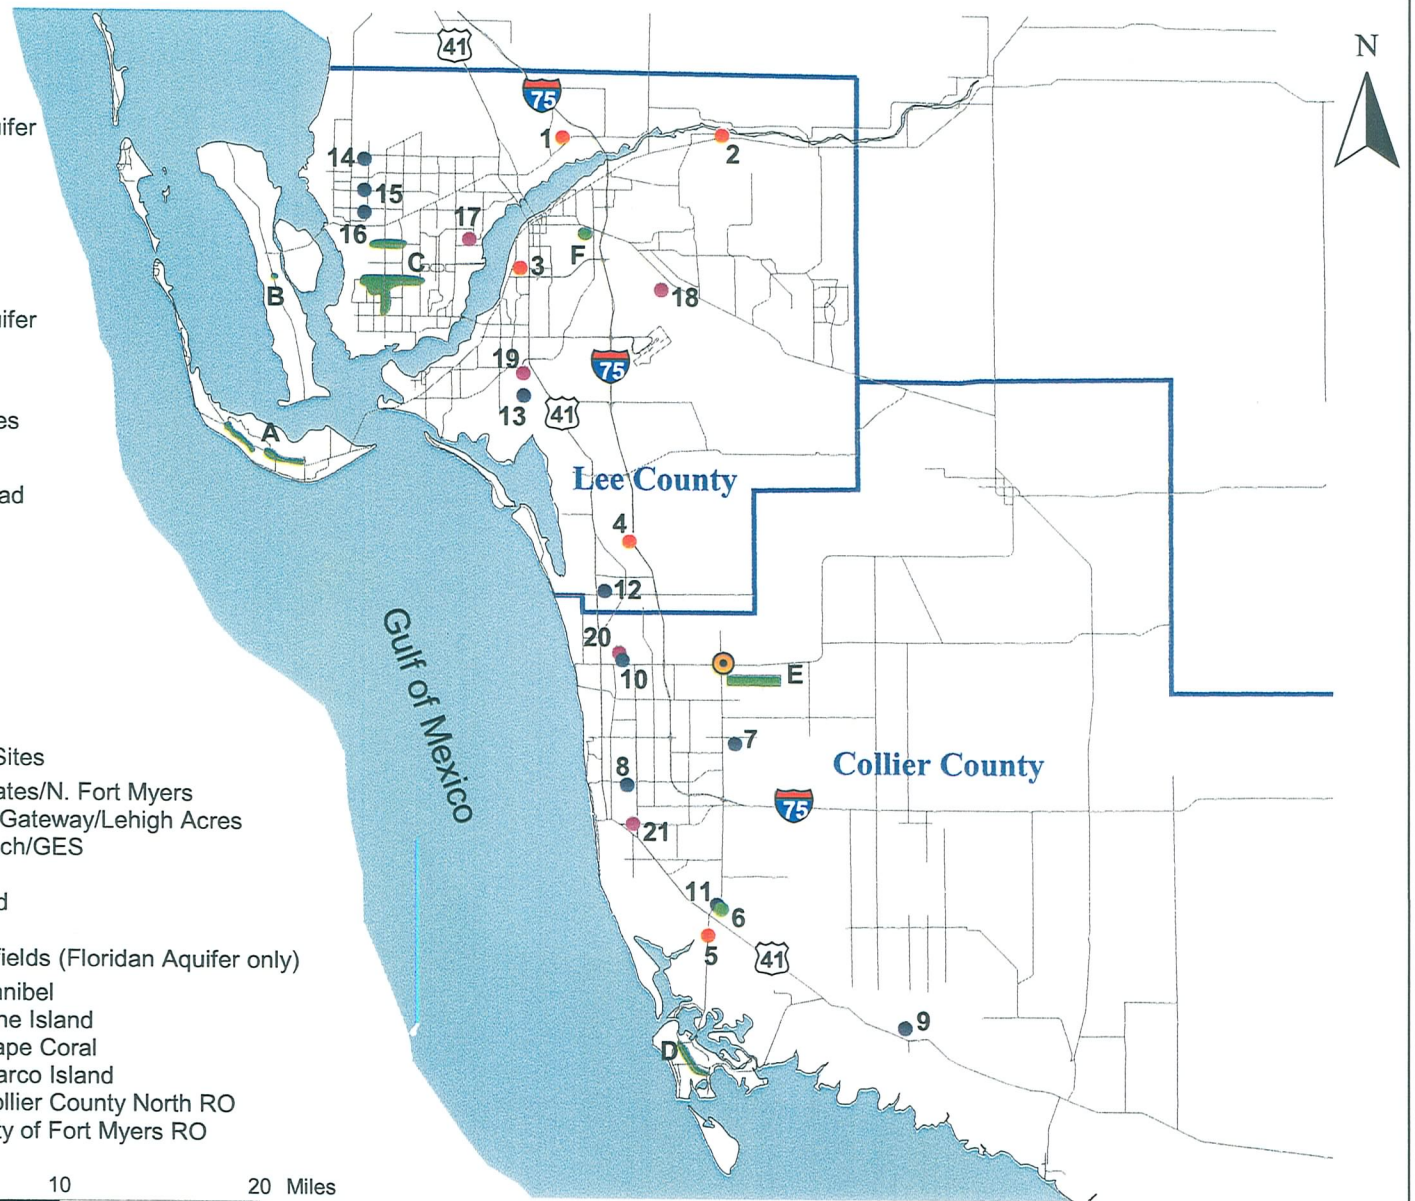 41
N
75
ifer
1
2
14
15
17
16
F
C
3
B
18
ifer
75
19
13
41
es
A
Lee County
ad
4
12
Gulf of Mexico
20
10
E
7
Sites
Collier County
8
ates/N. Fort Myers
75
Gateway/Lehigh Acres
21
ch/GES
11
d
6
5
41
fields (Floridan Aquifer only)
nibel
ne Island
9
ape Coral
D
arco Island
ollier County North RO
ty of Fort Myers RO
10 20 Miles